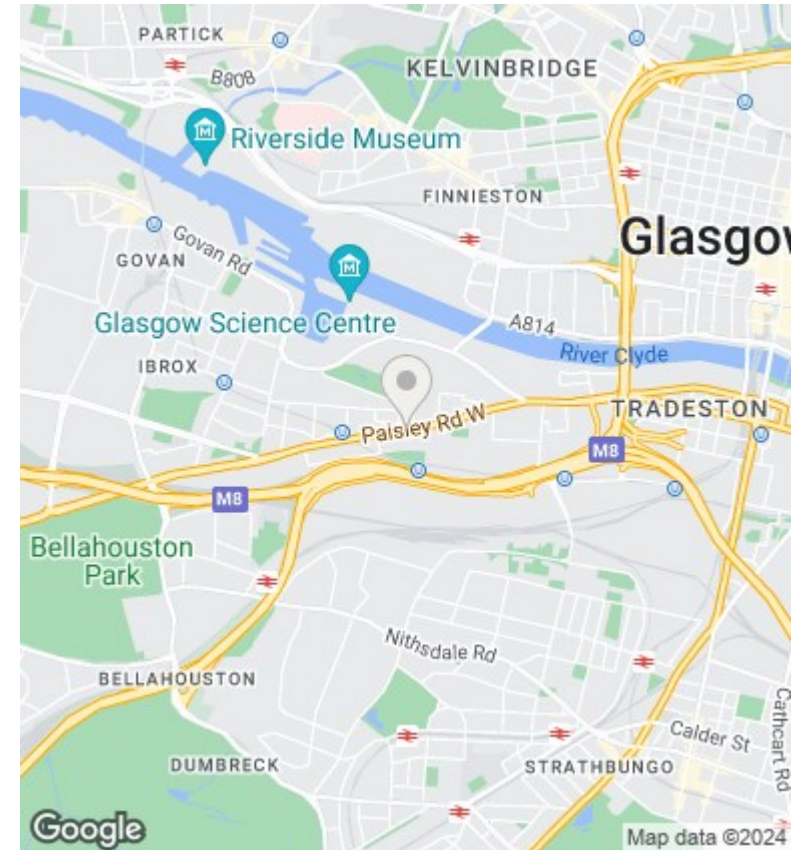 PARTICK
B808
KELVINBRIDGE
Riverside Museum
FINNIESTON
Govan Rd
GOVAN
Glasgow
Glasgow Science Centre
A814
River Clyde
IBROX
TRADESTON
Paisley Rd W
M8
M8
Bellahouston
Park
Nithsdale Rd
BELLAHOUSTON
Cathcart Rd
Calder St
DUMBRECK
STRATHBUNGO
Google
Map data ©2024